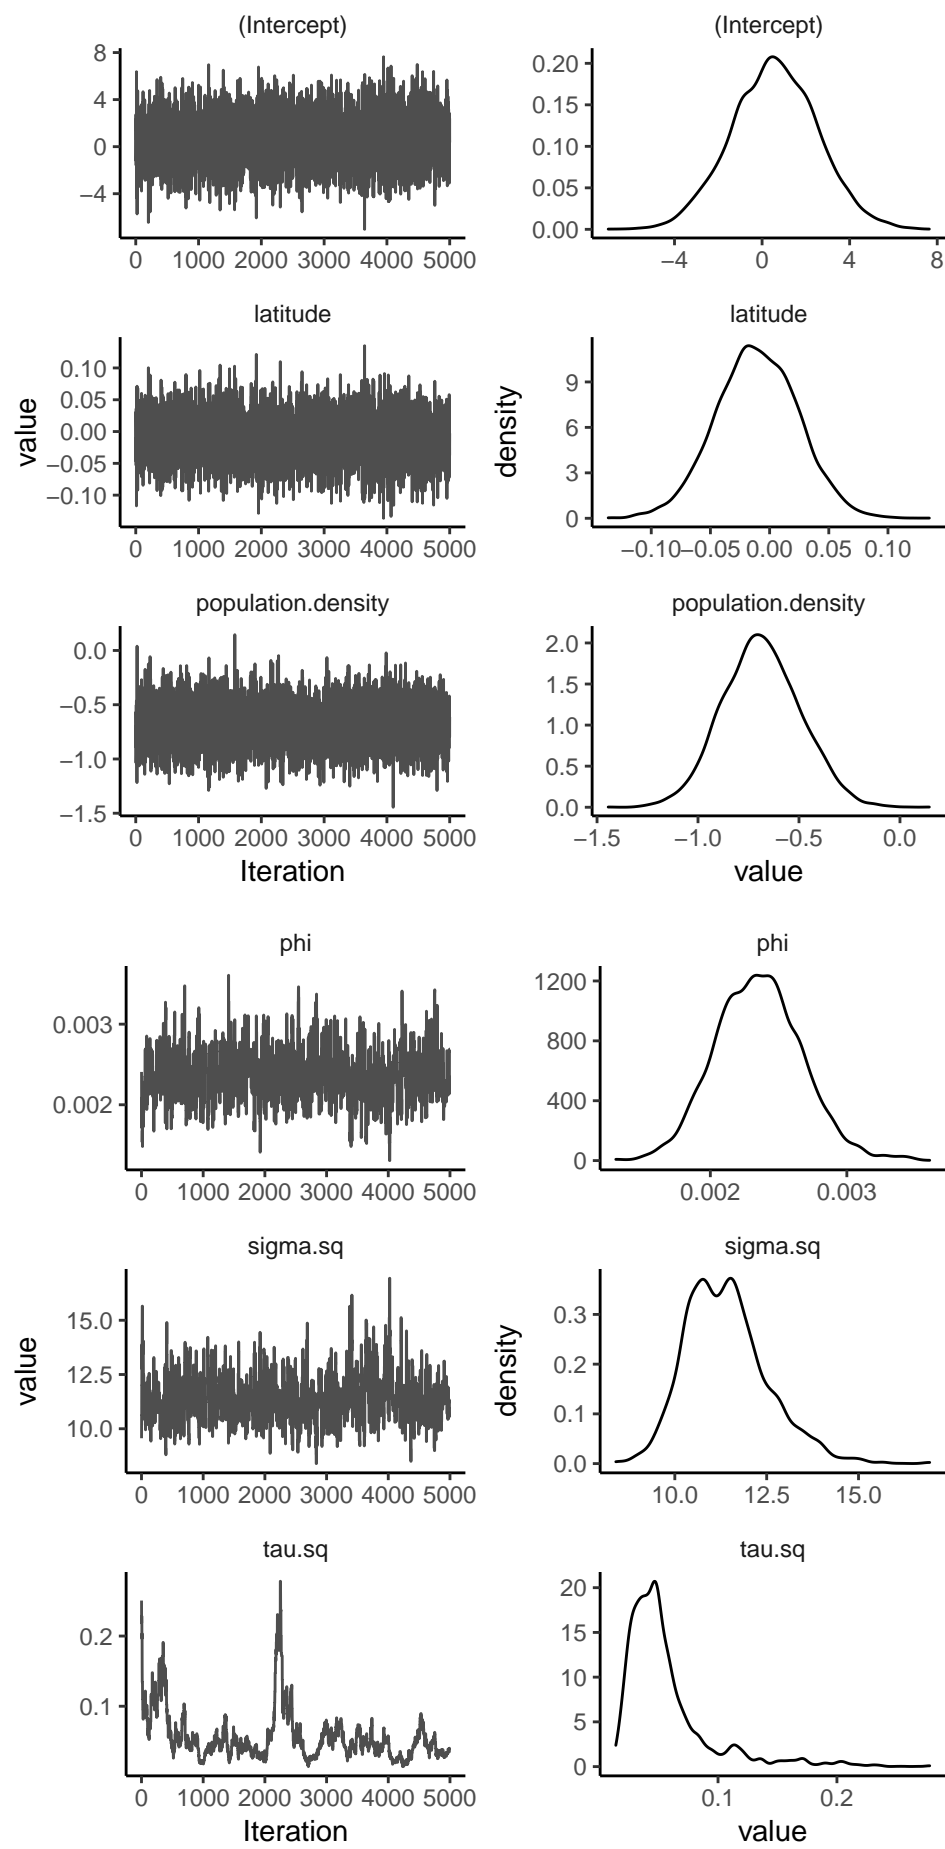 (Intercept) (Intercept)
8
4
0
−4
0 1000 2000 3000 4000 5000
0.20
0.15
0.10
0.05
0.00
−4 0 4 8
latitude latitude
value
0.10
0.05
0.00
−0.05
−0.10
0 1000 2000 3000 4000 5000
density
9
6
3
0
−0.10 −0.05 0.00 0.05 0.10
population.density population.density
0.0
−0.5
−1.0
−1.5
0 1000 2000 3000 4000 5000
Iteration
2.0
1.5
1.0
0.5
0.0
−1.5 −1.0 −0.5 0.0
value
phi phi
0.003
0.002
0 1000 2000 3000 4000 5000
1200
800
400
0
0.002 0.003
sigma.sq sigma.sq
value
15.0
12.5
10.0
0 1000 2000 3000 4000 5000
density
0.3
0.2
0.1
0.0
10.0 12.5 15.0
tau.sq tau.sq
0.2
0.1
0 1000 2000 3000 4000 5000
Iteration
20
15
10
5
0
0.1 0.2
value